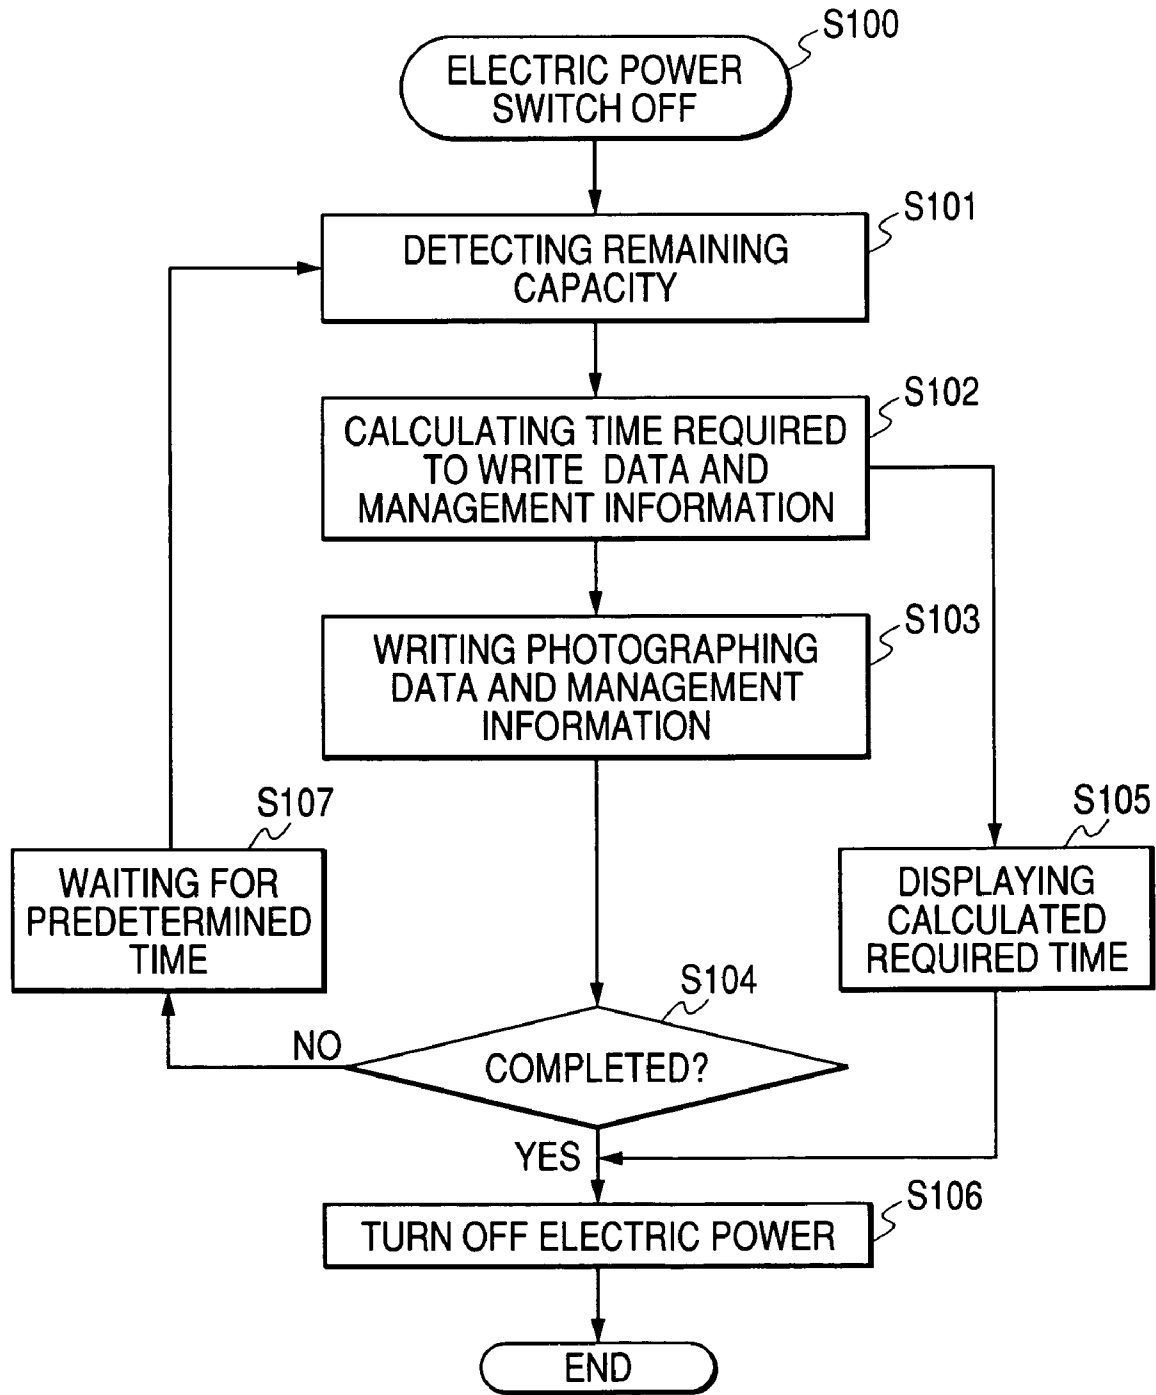 S100
ELECTRIC POWER
SWITCH OFF
S101
DETECTING REMAINING
CAPACITY
S102
CALCULATING TIME REQUIRED
TO WRITE DATA AND
MANAGEMENT INFORMATION
S103
WRITING PHOTOGRAPHING
DATA AND MANAGEMENT
INFORMATION
S107
WAITING FOR
PREDETERMINED
TIME
S105
DISPLAYING
CALCULATED
REQUIRED TIME
S104
NO
COMPLETED?
YES
S106
TURN OFF ELECTRIC POWER
END